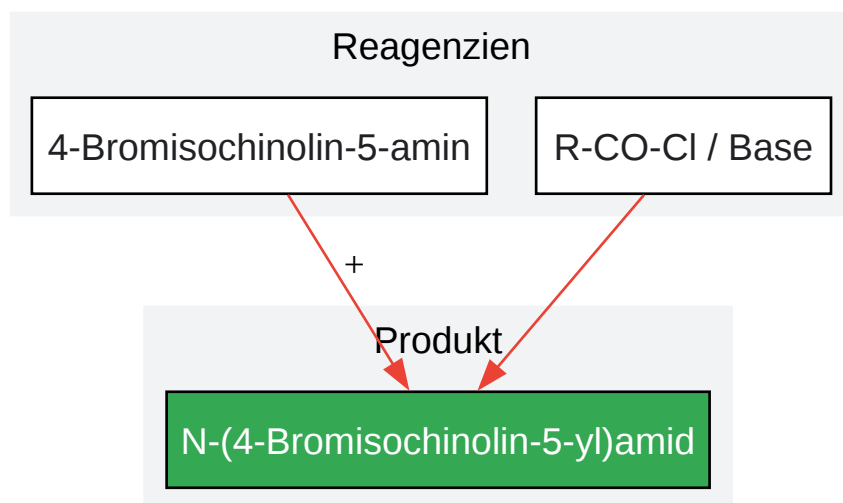 Reagenzien
4-Bromisochinolin-5-amin
R-CO-Cl / Base
+
Produkt
N-(4-Bromisochinolin-5-yl)amid